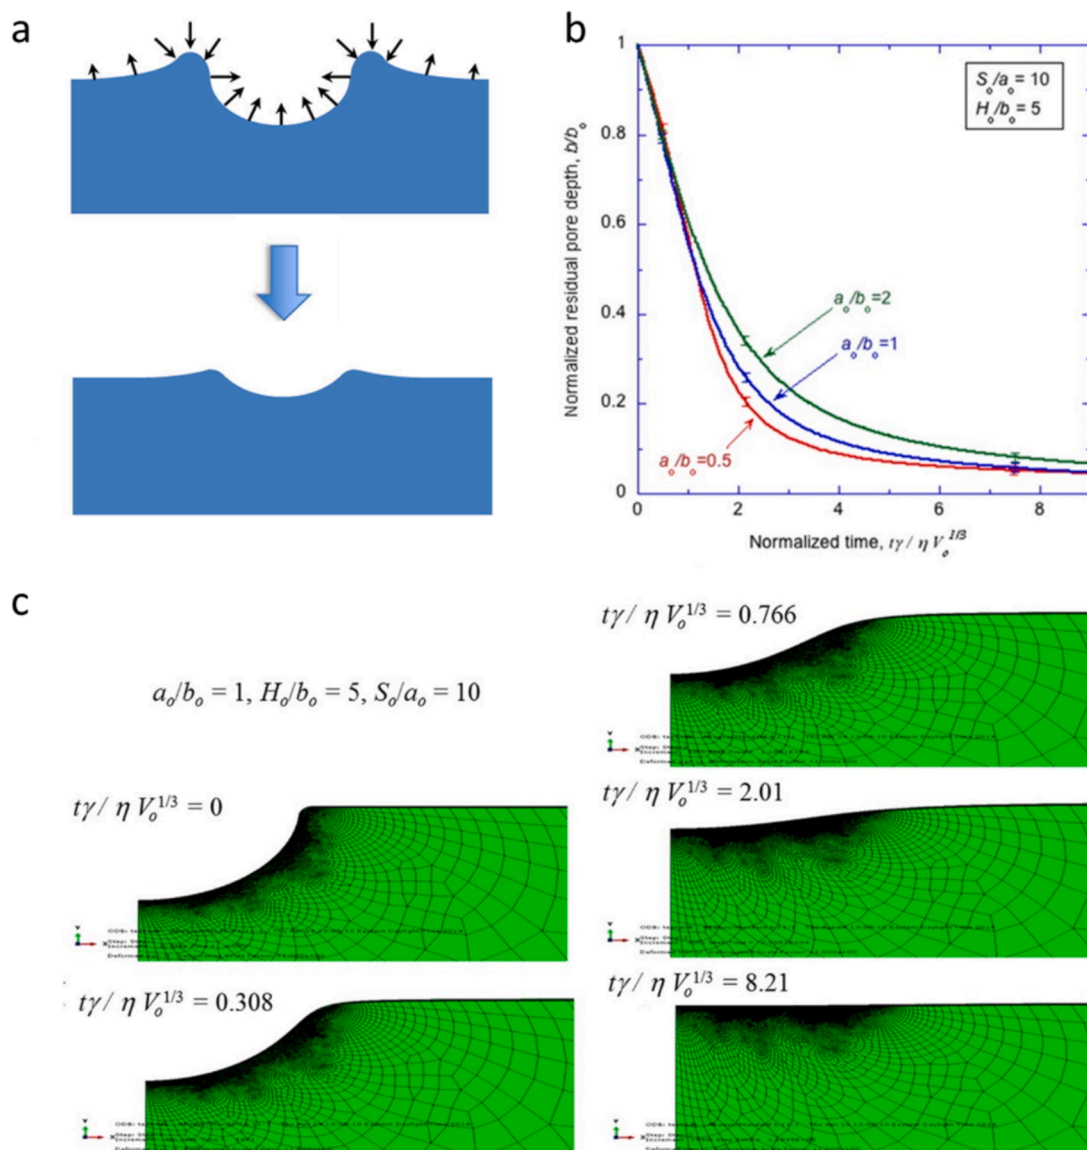 a
b
Normalized residual pore depth, b/b₀
1
0.8
0.6
0.4
0.2
0
S₀/a₀ = 10
H₀/b₀ = 5
a₀/b₀=2
a₀/b₀=1
a₀/b₀=0.5
0
2
4
6
8
Normalized time, tγ / η V₀^1/3
c
a₀/b₀ = 1, H₀/b₀ = 5, S₀/a₀ = 10
tγ / η V₀^1/3 = 0
Y
X
tγ / η V₀^1/3 = 0.308
Y
X
tγ / η V₀^1/3 = 0.766
Y
X
tγ / η V₀^1/3 = 2.01
Y
X
tγ / η V₀^1/3 = 8.21
Y
X